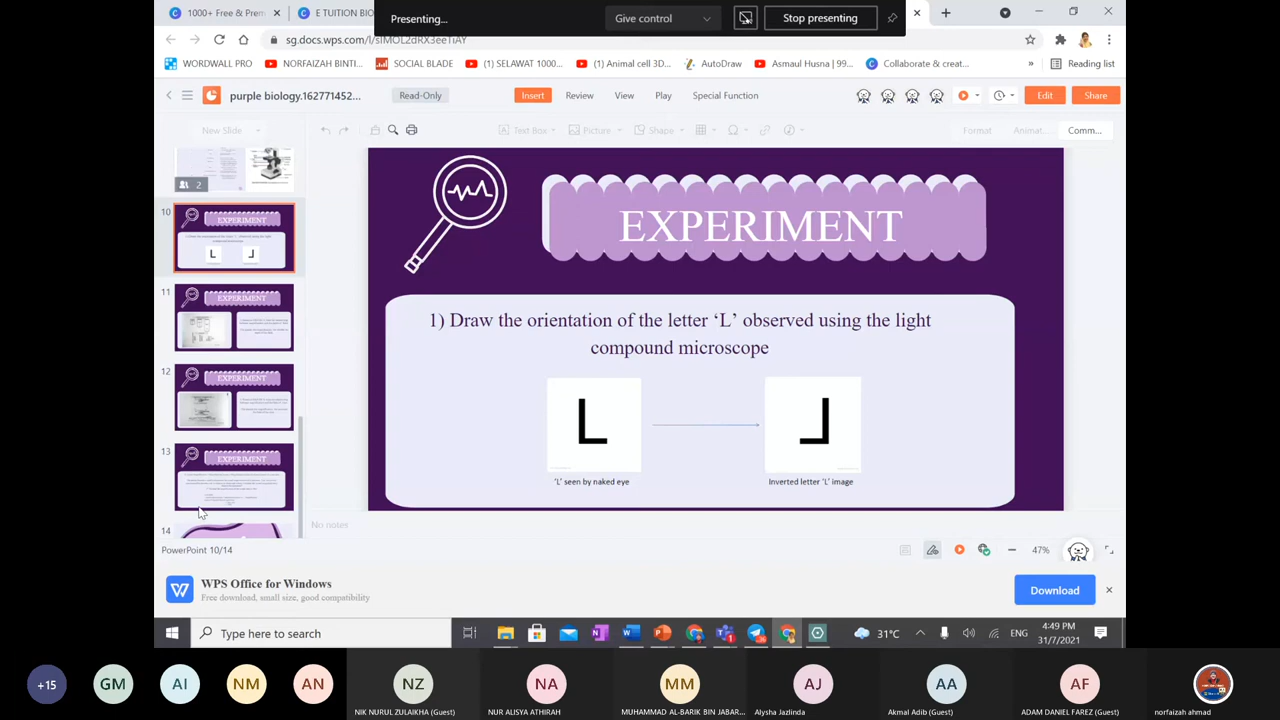 1000+ Free & Prem
E TUITION BIO
Presenting...
Give control
Stop presenting
sg.docs.wps.com/l/sIMOL2dRX3eeTiAY
WORDWALL PRO
NORFAIZAH BINTI...
SOCIAL BLADE
(1) SELAWAT 1000...
(1) Animal cell 3D...
AutoDraw
Asmaul Husna | 99...
Collaborate & creat...
»
Reading list
purple biology.162771452...
Read-Only
Insert
Review
View
Play
Special Function
Edit
Share
New Slide
Text Box
Picture
Shape
Format
Animat...
Comm...
2
10
EXPERIMENT
11
EXPERIMENT
12
EXPERIMENT
13
EXPERIMENT
14
EXPERIMENT
1) Draw the orientation of the letter ‘L’ observed using the light
compound microscope
L
'L' seen by naked eye
Inverted letter 'L' image
No notes
PowerPoint 10/14
47%
WPS Office for Windows
Free download, small size, good compatibility
Download
Type here to search
31°C
ENG
4:49 PM
31/7/2021
+15
GM
AI
NM
AN
NZ
NIK NURUL ZULAIKHA (Guest)
NA
NUR ALISYA ATHIRAH
MM
MUHAMMAD AL-BARIK BIN JABAR...
AJ
Alysha Jazlinda
AA
Akmal Adib (Guest)
AF
ADAM DANIEL FAREZ (Guest)
norfaizah ahmad